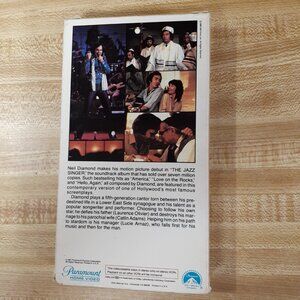 Neil Diamond makes his motion picture debut in "THE JAZZ
SINGER," the soundtrack album that has sold over seven million
copies. Such bestselling hits as "America," "Love on the Rocks,"
and "Hello, Again," all composed by Diamond, are featured in this
contemporary version of one of Hollywood's most famous
screenplays.
Diamond plays a fifth-generation cantor torn between his pre-
destined life in a Lower East Side synagogue and his talent as a
popular songwriter and performer. Choosing to follow his own
star, he defies his father (Laurence Olivier) and destroys his mar-
riage to his parochial wife (Catlin Adams). Helping him on his path
to stardom is his manager (Lucie Arnaz), who falls first for his
music and then for the man.
Paramount
HOME VIDEO